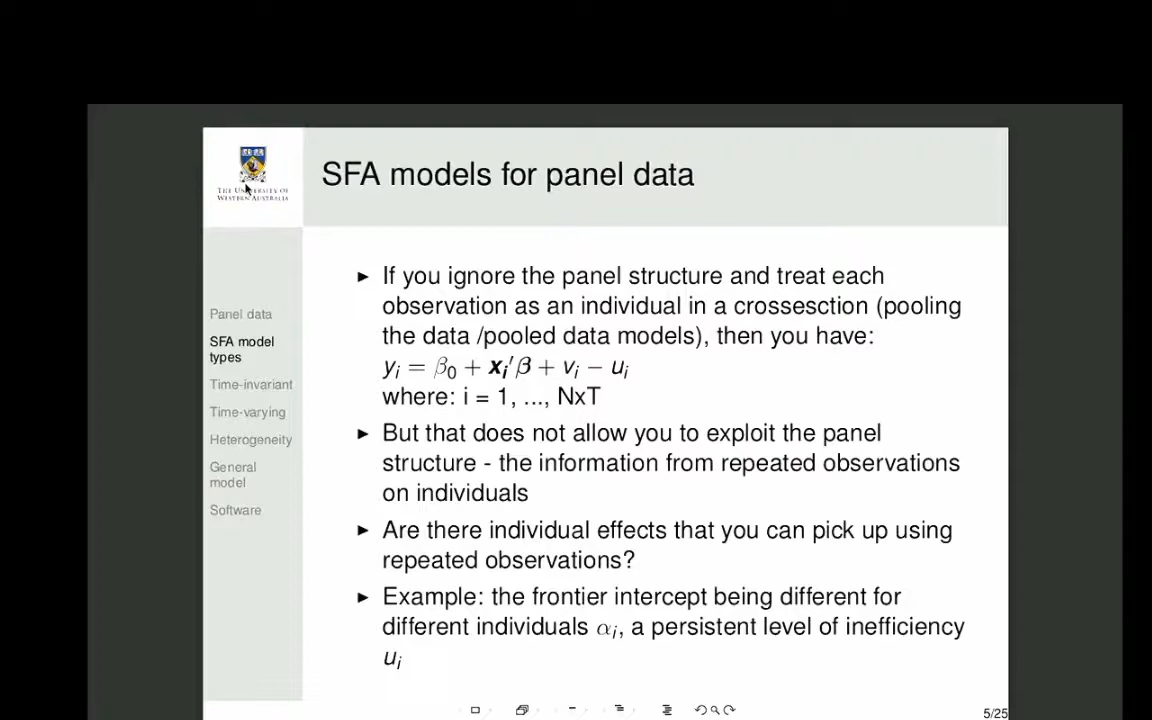 THE UNIVERSITY OF
WESTERN AUSTRALIA
SFA models for panel data
Panel data
SFA model
types
Time-invariant
Time-varying
Heterogeneity
General
model
Software
► If you ignore the panel structure and treat each
observation as an individual in a crossesction (pooling
the data /pooled data models), then you have:
yᵢ = β₀ + xᵢ′β + vᵢ − uᵢ
where: i = 1, ..., NxT
► But that does not allow you to exploit the panel
structure - the information from repeated observations
on individuals
► Are there individual effects that you can pick up using
repeated observations?
► Example: the frontier intercept being different for
different individuals αᵢ, a persistent level of inefficiency
uᵢ
5/25